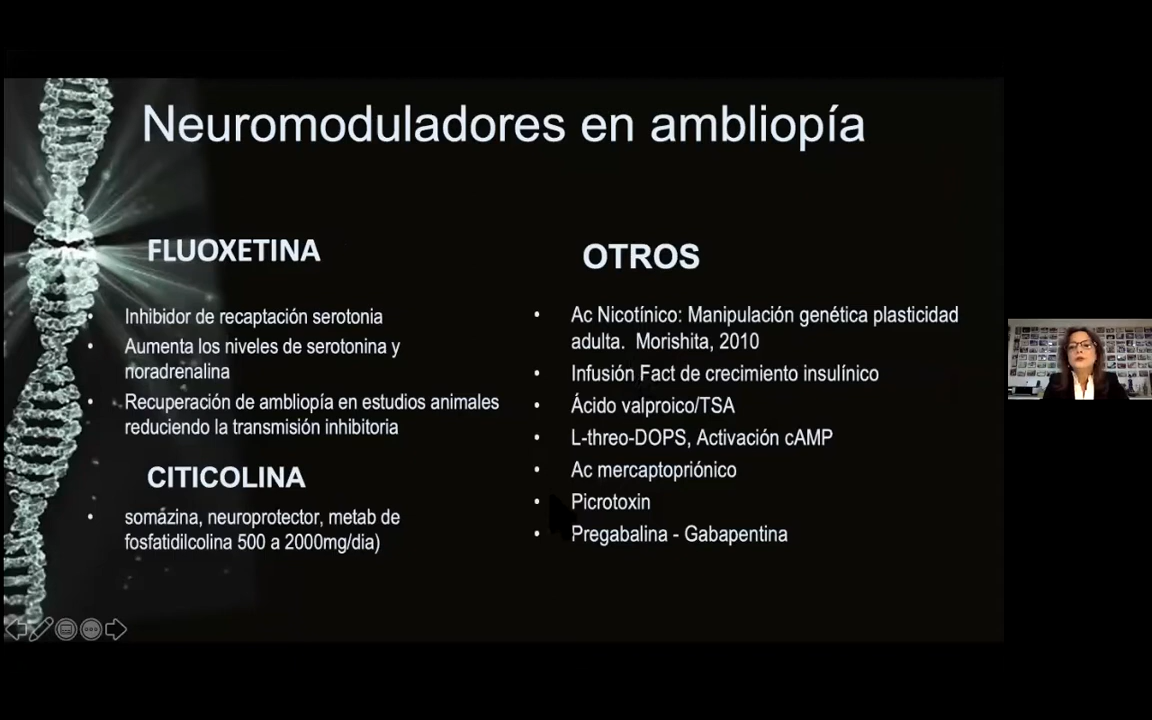 Neuromoduladores en ambliopía
FLUOXETINA
• Inhibidor de recaptación serotonia
• Aumenta los niveles de serotonina y
noradrenalina
• Recuperación de ambliopía en estudios animales
reduciendo la transmisión inhibitoria
CITICOLINA
• somázina, neuroprotector, metab de
fosfatidilcolina 500 a 2000mg/dia)
OTROS
• Ac Nicotínico: Manipulación genética plasticidad
adulta. Morishita, 2010
• Infusión Fact de crecimiento insulínico
• Ácido valproico/TSA
• L-threo-DOPS, Activación cAMP
• Ac mercaptopriónico
• Picrotoxin
• Pregabalina - Gabapentina